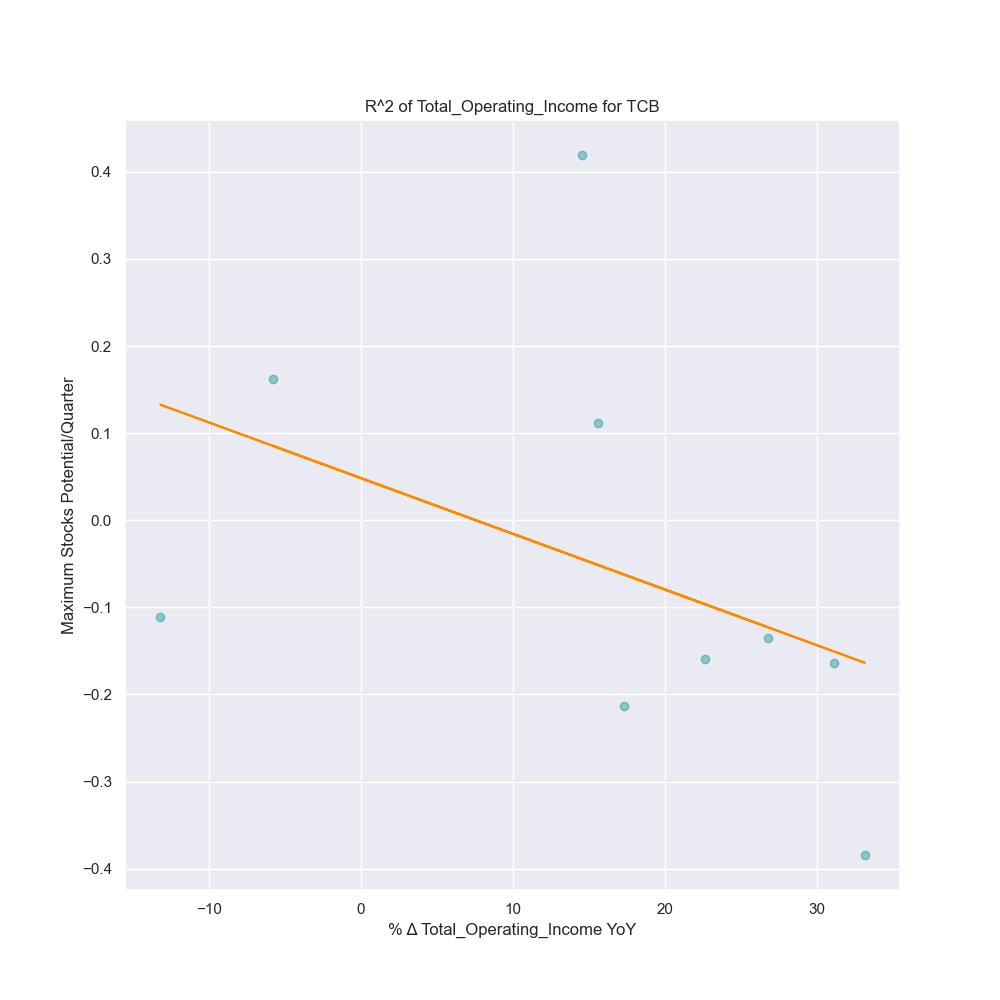 R^2 of Total_Operating_Income for TCB
Maximum Stocks Potential/Quarter
0.4
0.3
0.2
0.1
0.0
−0.1
−0.2
−0.3
−0.4
−10 0 10 20 30
% Δ Total_Operating_Income YoY